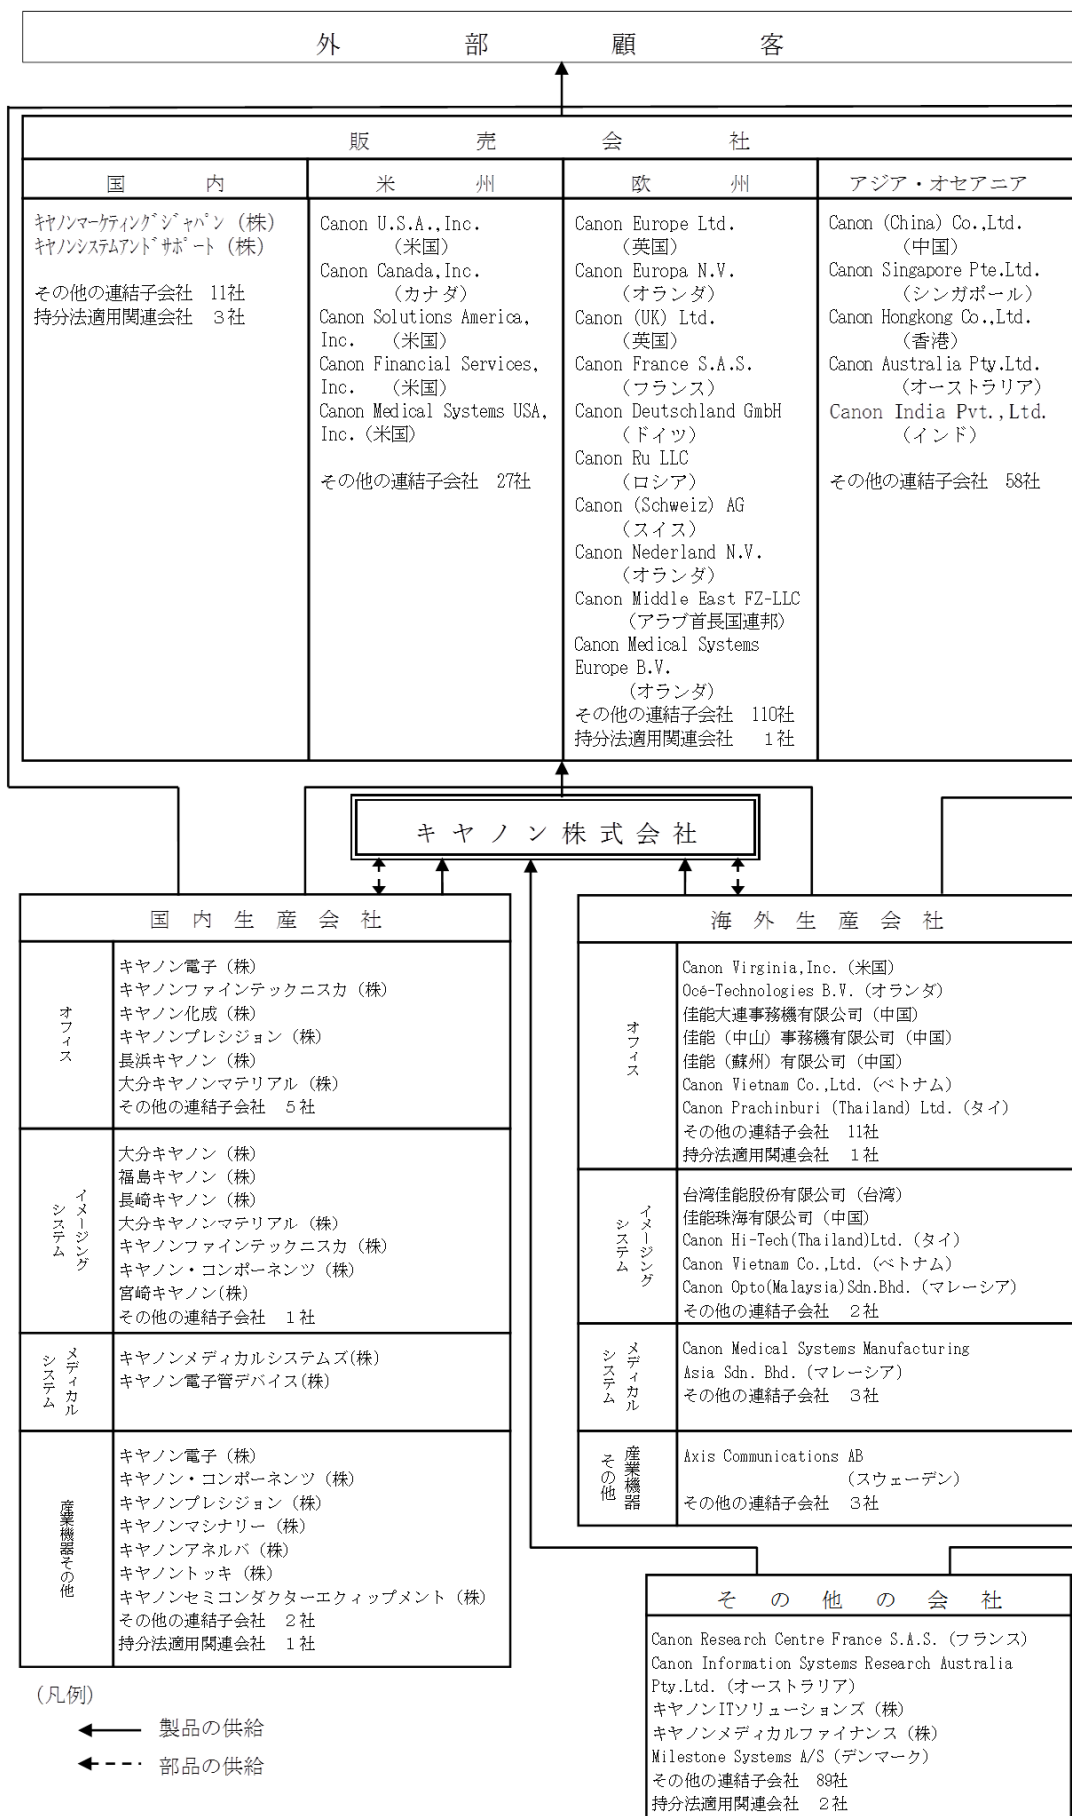 外部顧客
販売会社
国内
キヤノンマーケティングジャパン（株）
キヤノンシステムアンドサポート（株）
その他の連結子会社　11社
持分法適用関連会社　３社
米州
Canon U.S.A.,Inc.
（米国）
Canon Canada,Inc.
（カナダ）
Canon Solutions America,
Inc.　（米国）
Canon Financial Services,
Inc.　（米国）
Canon Medical Systems USA,
Inc.（米国）
その他の連結子会社　27社
欧州
Canon Europe Ltd.
（英国）
Canon Europa N.V.
（オランダ）
Canon (UK) Ltd.
（英国）
Canon France S.A.S.
（フランス）
Canon Deutschland GmbH
（ドイツ）
Canon Ru LLC
（ロシア）
Canon (Schweiz) AG
（スイス）
Canon Nederland N.V.
（オランダ）
Canon Middle East FZ-LLC
（アラブ首長国連邦）
Canon Medical Systems
Europe B.V.
（オランダ）
その他の連結子会社　110社
持分法適用関連会社　１社
アジア・オセアニア
Canon (China) Co.,Ltd.
（中国）
Canon Singapore Pte.Ltd.
（シンガポール）
Canon Hongkong Co.,Ltd.
（香港）
Canon Australia Pty.Ltd.
（オーストラリア）
Canon India Pvt.,Ltd.
（インド）
その他の連結子会社　58社
キヤノン株式会社
国内生産会社
オフィス
キヤノン電子（株）
キヤノンファインテックニスカ（株）
キヤノン化成（株）
キヤノンプレシジョン（株）
長浜キヤノン（株）
大分キヤノンマテリアル（株）
その他の連結子会社　５社
イメージング
システム
大分キヤノン（株）
福島キヤノン（株）
長崎キヤノン（株）
大分キヤノンマテリアル（株）
キヤノンファインテックニスカ（株）
キヤノン・コンポーネンツ（株）
宮崎キヤノン(株）
その他の連結子会社　１社
メディカル
システム
キヤノンメディカルシステムズ(株）
キヤノン電子管デバイス(株）
産業機器その他
キヤノン電子（株）
キヤノン・コンポーネンツ（株）
キヤノンプレシジョン（株）
キヤノンマシナリー（株）
キヤノンアネルバ（株）
キヤノントッキ（株）
キヤノンセミコンダクターエクィップメント（株）
その他の連結子会社　２社
持分法適用関連会社　１社
海外生産会社
オフィス
Canon Virginia,Inc.（米国）
Océ-Technologies B.V.（オランダ）
佳能大連事務機有限公司（中国）
佳能（中山）事務機有限公司（中国）
佳能（蘇州）有限公司（中国）
Canon Vietnam Co.,Ltd.（ベトナム）
Canon Prachinburi (Thailand) Ltd.（タイ）
その他の連結子会社　11社
持分法適用関連会社　１社
イメージング
システム
台湾佳能股份有限公司（台湾）
佳能珠海有限公司（中国）
Canon Hi-Tech(Thailand)Ltd.（タイ）
Canon Vietnam Co.,Ltd.（ベトナム）
Canon Opto(Malaysia)Sdn.Bhd.（マレーシア）
その他の連結子会社　２社
メディカル
システム
Canon Medical Systems Manufacturing
Asia Sdn. Bhd.（マレーシア）
その他の連結子会社　３社
産業機器
その他
Axis Communications AB
（スウェーデン）
その他の連結子会社　３社
その他の会社
Canon Research Centre France S.A.S.（フランス）
Canon Information Systems Research Australia
Pty.Ltd.（オーストラリア）
キヤノンITソリューションズ（株）
キヤノンメディカルファイナンス（株）
Milestone Systems A/S（デンマーク）
その他の連結子会社　89社
持分法適用関連会社　２社
（凡例）
製品の供給
部品の供給